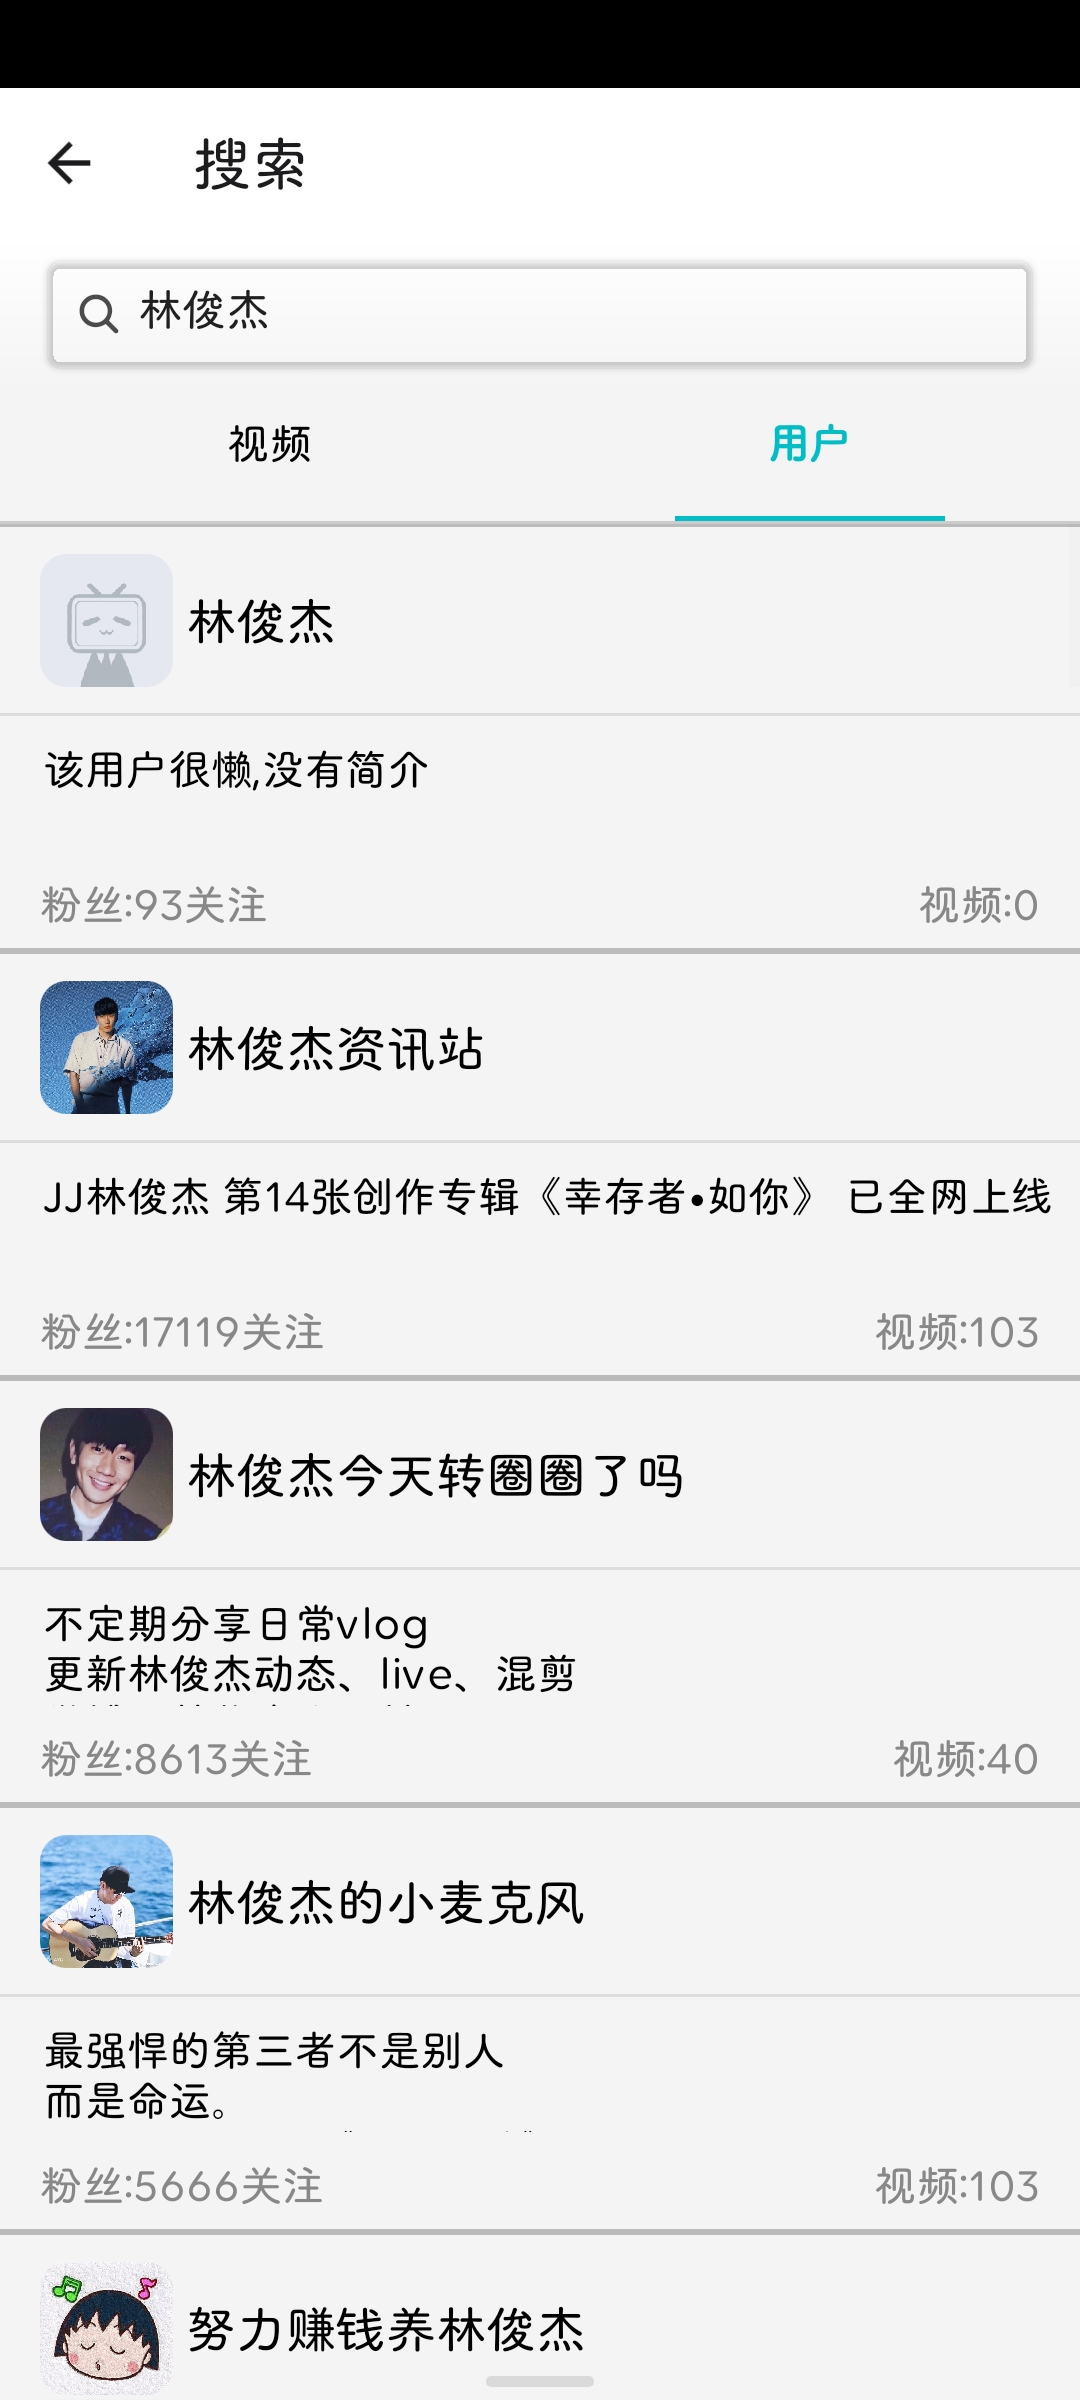 搜索
林俊杰
视频
用户
林俊杰
该用户很懒,没有简介
粉丝:93关注
视频:0
林俊杰资讯站
JJ林俊杰 第14张创作专辑《幸存者•如你》 已全网上线
粉丝:17119关注
视频:103
林俊杰今天转圈圈了吗
不定期分享日常vlog
更新林俊杰动态、live、混剪
粉丝:8613关注
视频:40
林俊杰的小麦克风
最强悍的第三者不是别人
而是命运。
粉丝:5666关注
视频:103
努力赚钱养林俊杰